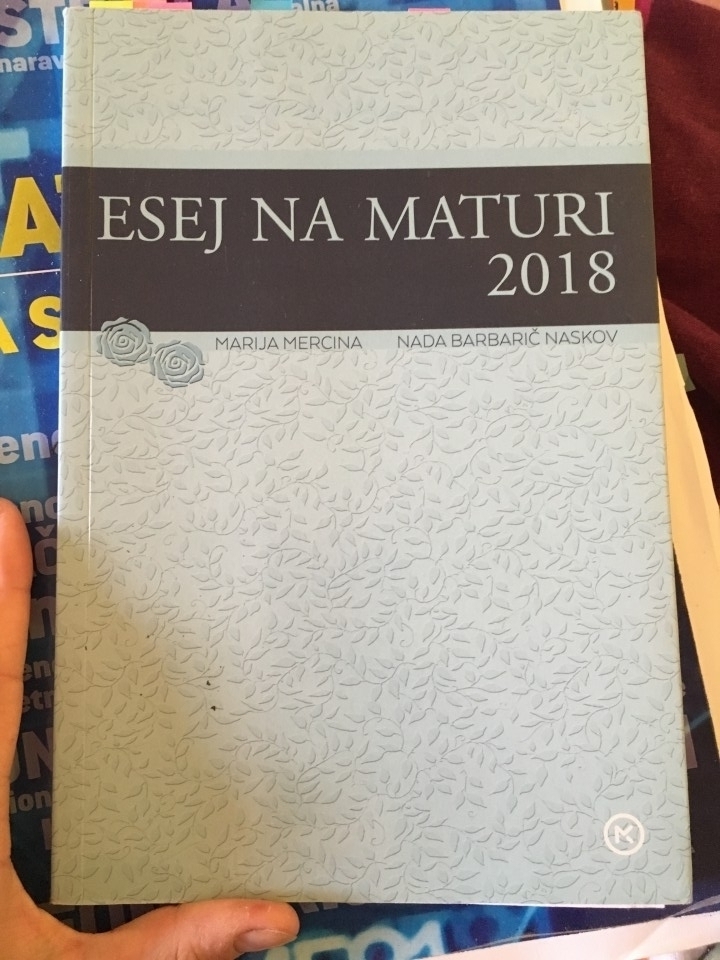 ESEJ NA MATURI
2018
MARIJA MERCINA NADA BARBARIČ NASKOV